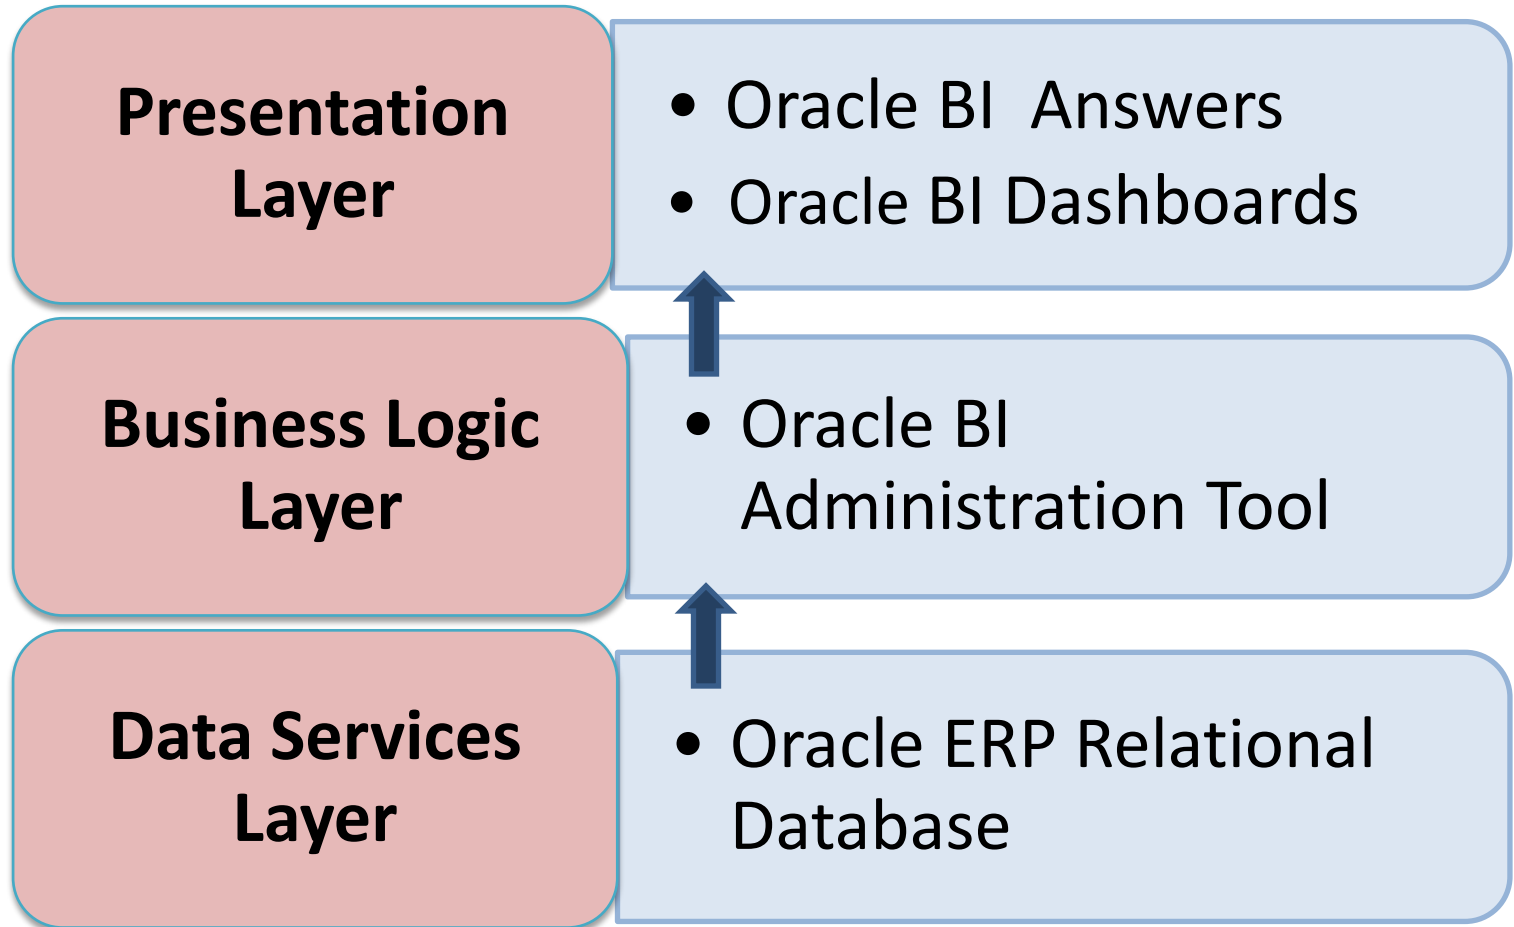 Presentation
Layer
• Oracle BI  Answers
• Oracle BI Dashboards
Business Logic
Layer
• Oracle BI
Administration Tool
Data Services
Layer
• Oracle ERP Relational
Database